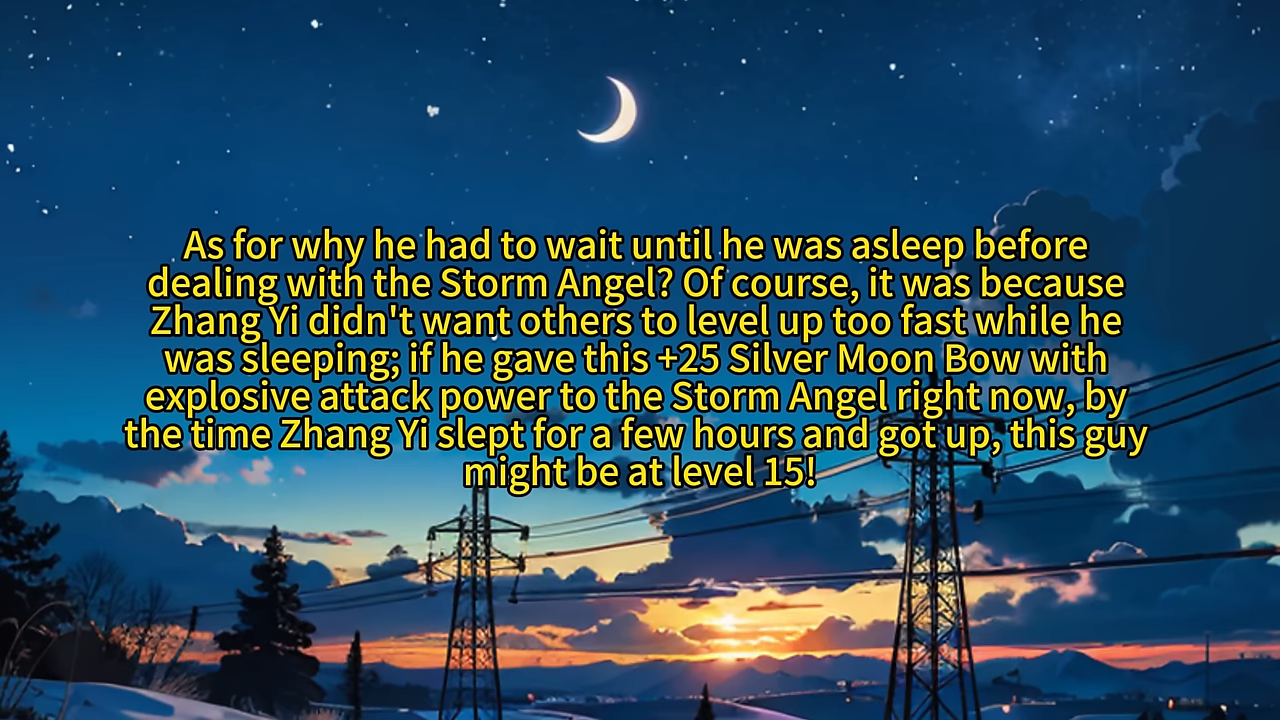 As for why he had to wait until he was asleep before
dealing with the Storm Angel? Of course, it was because
Zhang Yi didn't want others to level up too fast while he
was sleeping; if he gave this +25 Silver Moon Bow with
explosive attack power to the Storm Angel right now, by
the time Zhang Yi slept for a few hours and got up, this guy
might be at level 15!